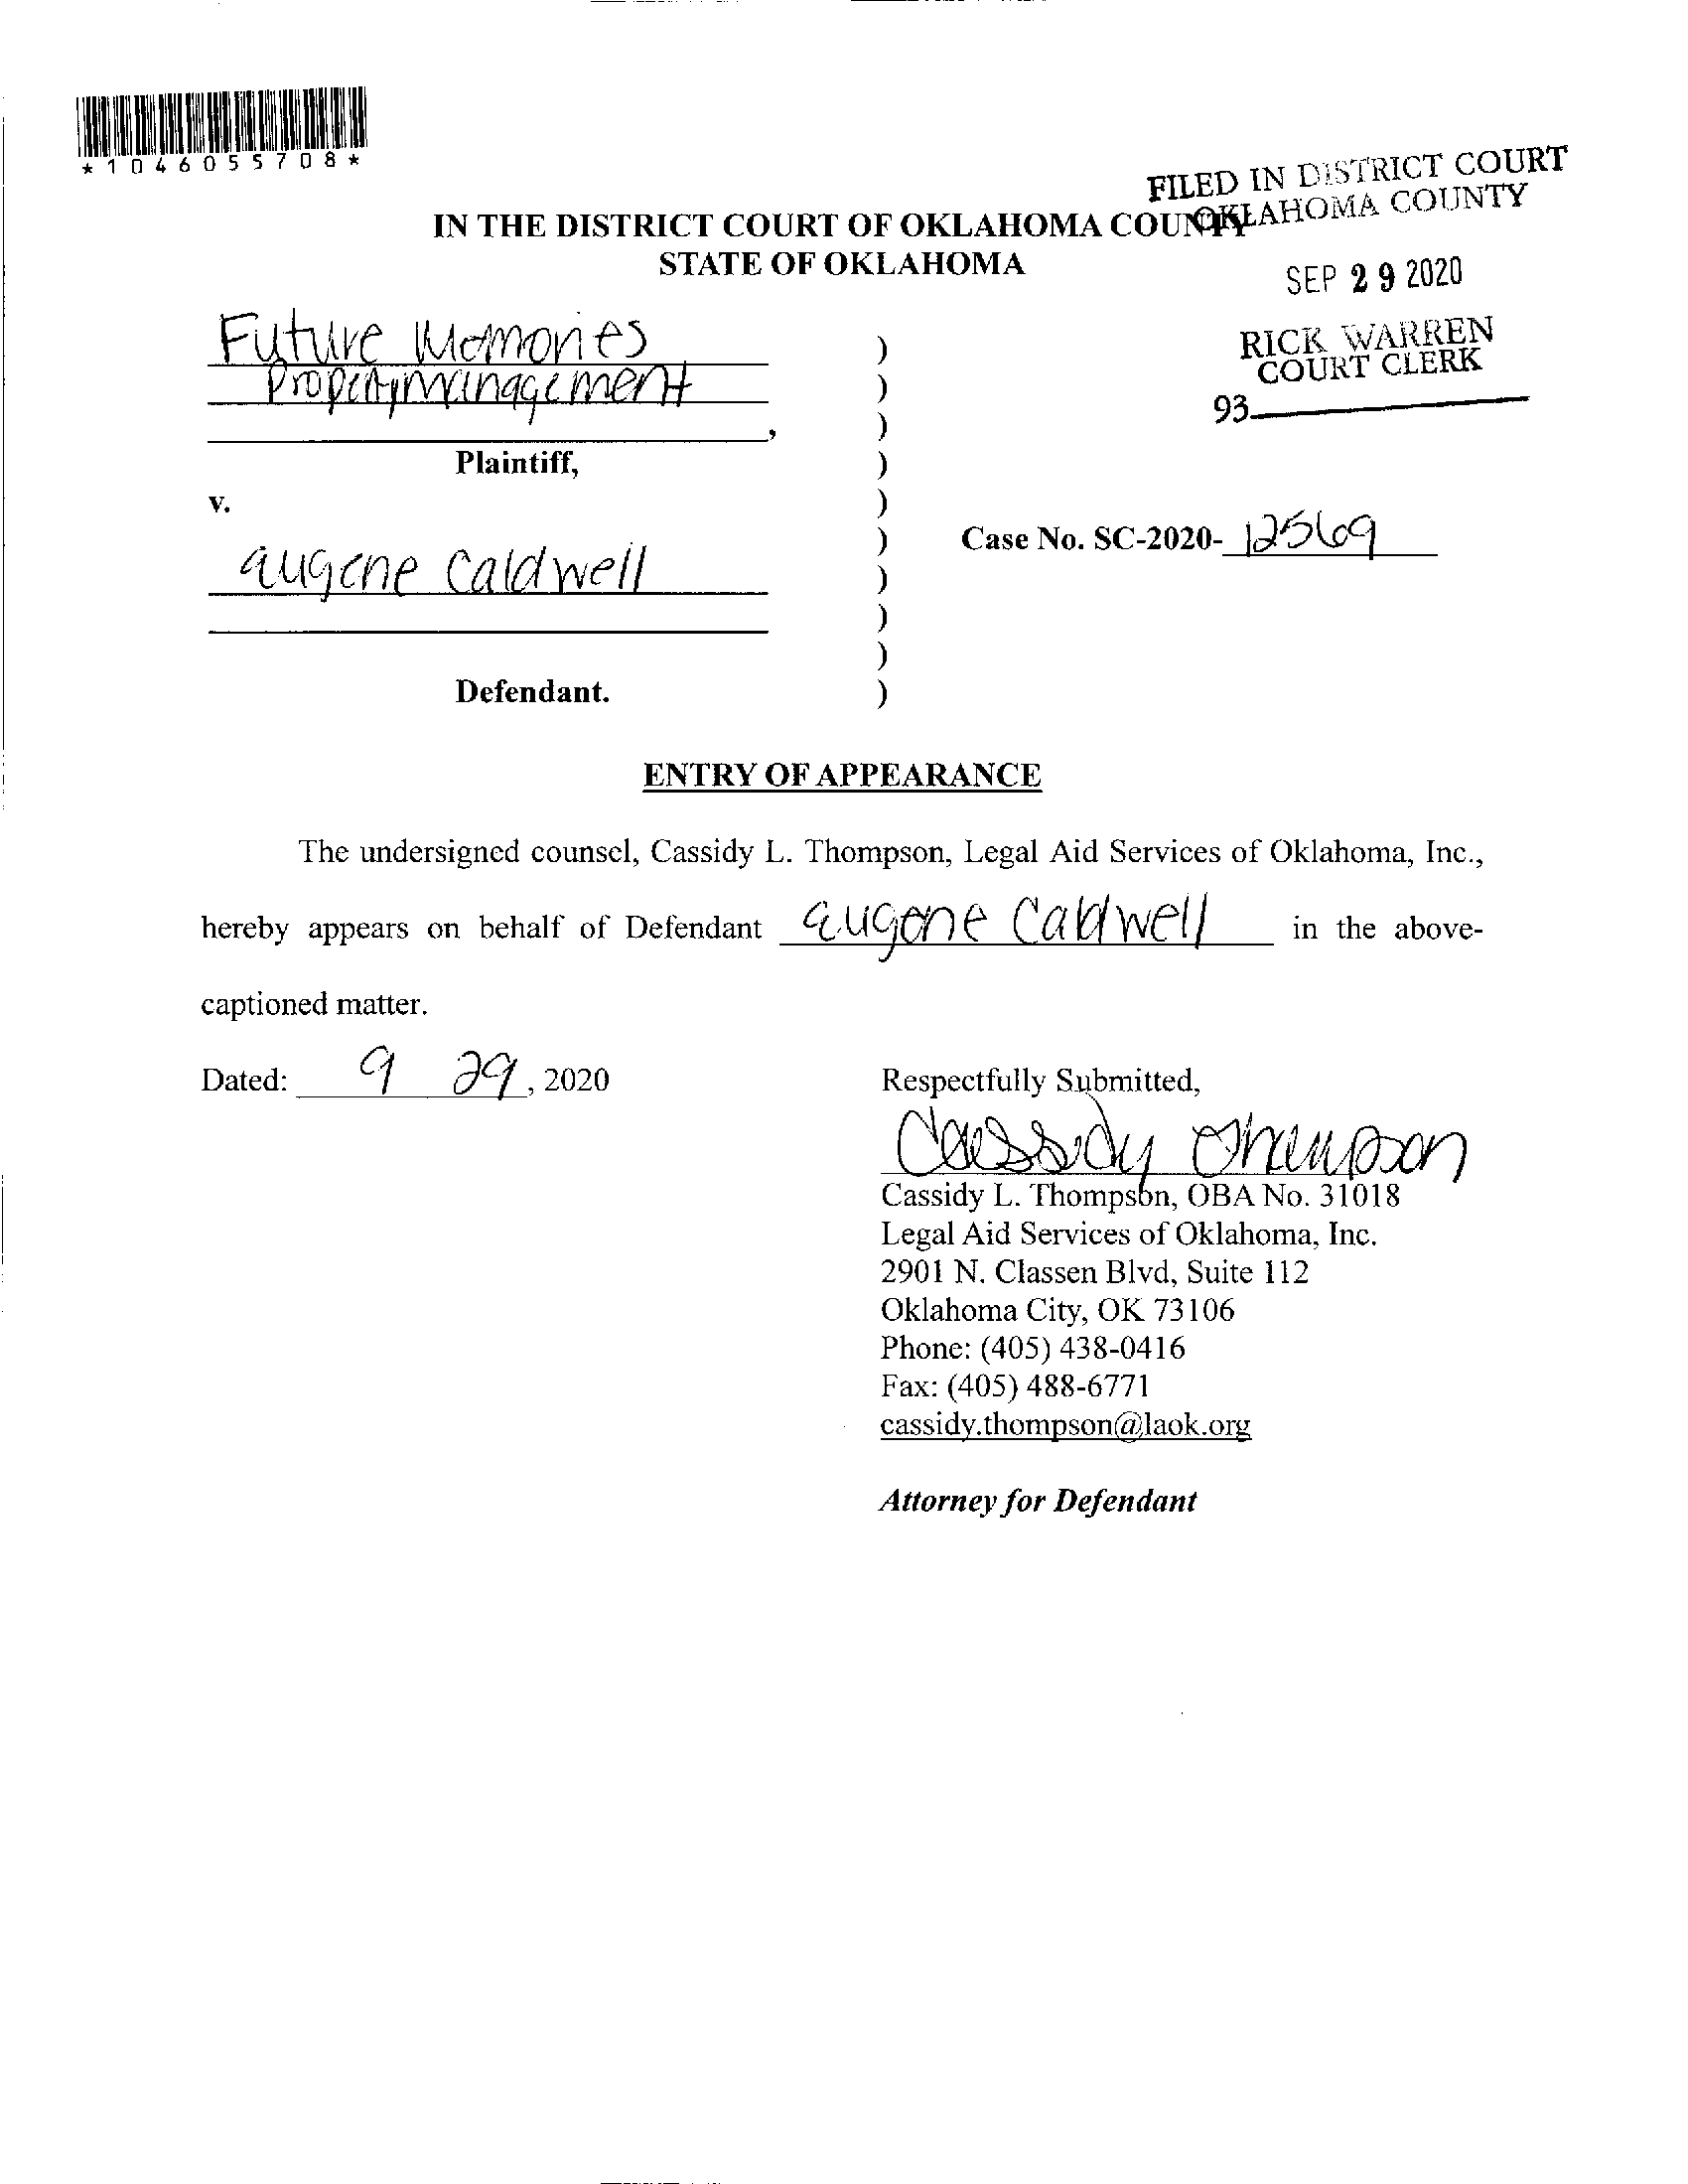 *1046055708*
FILED IN DISTRICT COURT
OKLAHOMA COUNTY
IN THE DISTRICT COURT OF OKLAHOMA COUNTY
STATE OF OKLAHOMA
SEP 29 2020
RICK WARREN
COURT CLERK
93
Future Memories
Property Management
,
Plaintiff,
v.
Case No. SC-2020- 12569
eugene Caldwell
Defendant.
ENTRY OF APPEARANCE
The undersigned counsel, Cassidy L. Thompson, Legal Aid Services of Oklahoma, Inc.,
hereby appears on behalf of Defendant eugene Caldwell in the above-
captioned matter.
Dated: 9 29, 2020
Respectfully Submitted,
Cassidy Thompson
Cassidy L. Thompson, OBA No. 31018
Legal Aid Services of Oklahoma, Inc.
2901 N. Classen Blvd, Suite 112
Oklahoma City, OK 73106
Phone: (405) 438-0416
Fax: (405) 488-6771
cassidy.thompson@laok.org
Attorney for Defendant